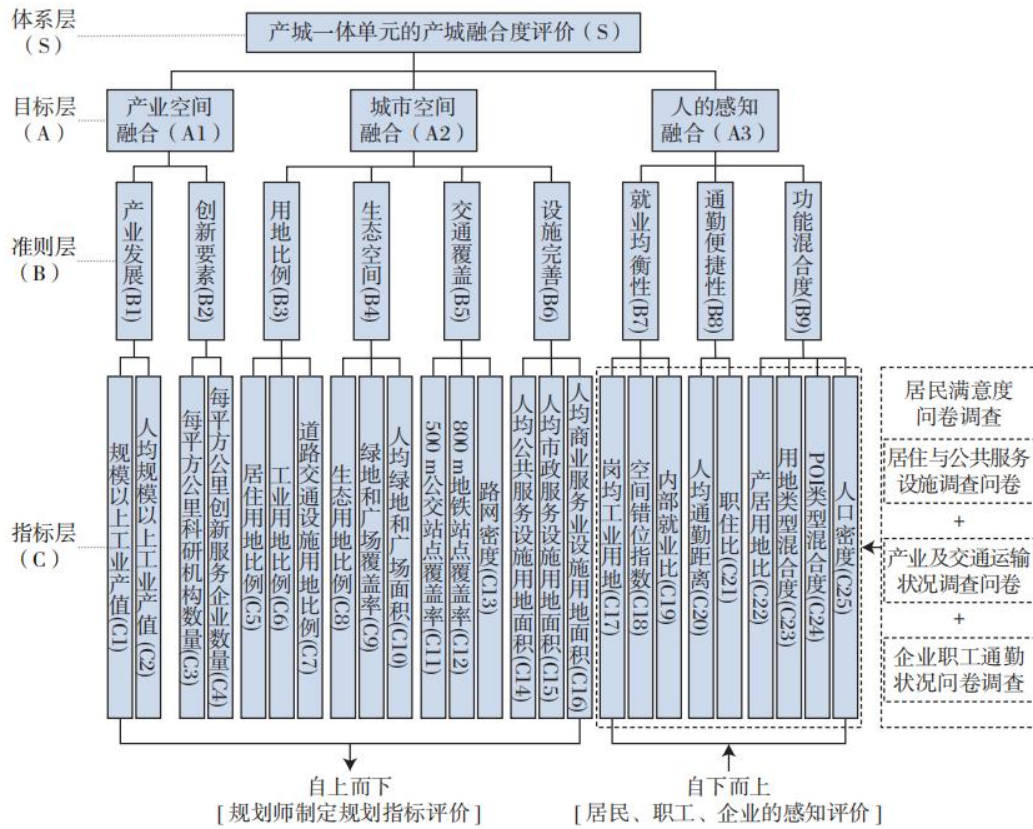 体系层
（S）
产城一体单元的产城融合度评价（S）
目标层
（A）
产业空间
融合（A1）
城市空间
融合（A2）
人的感知
融合（A3）
准则层
（B）
产业发展(B1)
创新要素(B2)
用地比例(B3)
生态空间(B4)
交通覆盖(B5)
设施完善(B6)
就业均衡性(B7)
通勤便捷性(B8)
功能混合度(B9)
指标层
（C）
规模以上工业产值(C1)
人均规模以上工业产值(C2)
每平方公里科研机构数量(C3)
每平方公里创新服务企业数量(C4)
居住用地比例(C5)
工业用地比例(C6)
道路交通设施用地比例(C7)
生态用地比例(C8)
绿地和广场覆盖率(C9)
人均绿地和广场面积(C10)
500 m公交站点覆盖率(C11)
800 m地铁站点覆盖率(C12)
路网密度(C13)
人均公共服务设施用地面积(C14)
人均市政服务设施用地面积(C15)
人均商业服务业设施用地面积(C16)
岗均工业用地(C17)
空间错位指数(C18)
内部就业比(C19)
人均通勤距离(C20)
职住比(C21)
产居用地比(C22)
用地类型混合度(C23)
POI类型混合度(C24)
人口密度(C25)
居民满意度
问卷调查
居住与公共服务
设施调查问卷
+
产业及交通运输
状况调查问卷
+
企业职工通勤
状况问卷调查
自上而下
[ 规划师制定规划指标评价 ]
自下而上
[ 居民、职工、企业的感知评价 ]